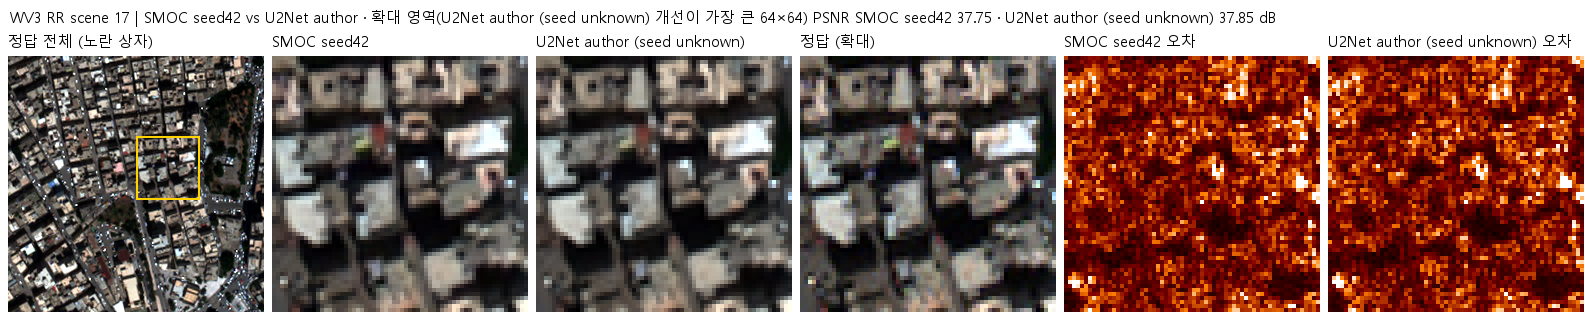 WV3 RR scene 17 | SMOC seed42 vs U2Net author · 확대 영역(U2Net author (seed unknown) 개선이 가장 큰 64×64) PSNR SMOC seed42 37.75 · U2Net author (seed unknown) 37.85 dB
정답 전체 (노란 상자)
SMOC seed42
U2Net author (seed unknown)
정답 (확대)
SMOC seed42 오차
U2Net author (seed unknown) 오차